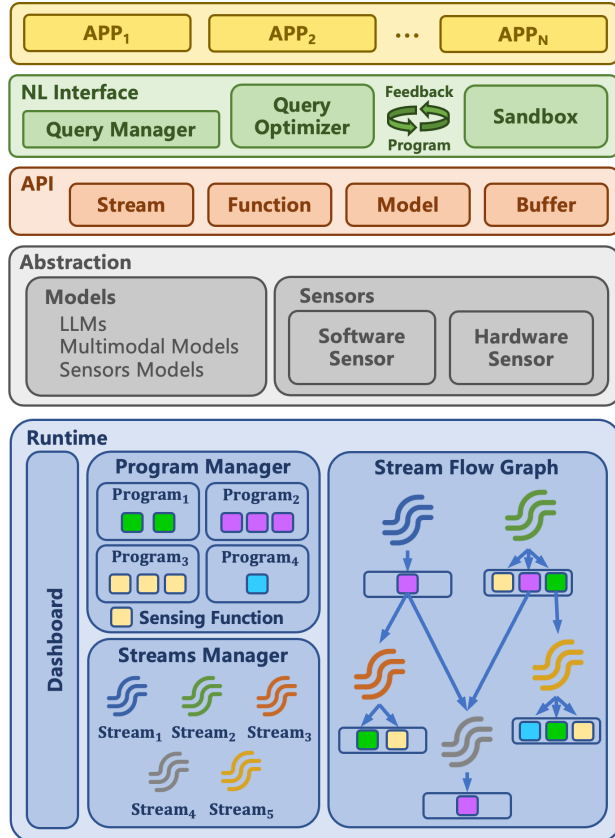 APP₁ APP₂ ... APP_N
NL Interface
Query Manager
Query
Optimizer
Feedback
Program
Sandbox
API
Stream Function Model Buffer
Abstraction
Models
LLMs
Multimodal Models
Sensors Models
Sensors
Software
Sensor
Hardware
Sensor
Runtime
Dashboard
Program Manager
Program₁ Program₂
Program₃ Program₄
Sensing Function
Streams Manager
Stream₁ Stream₂ Stream₃
Stream₄ Stream₅
Stream Flow Graph